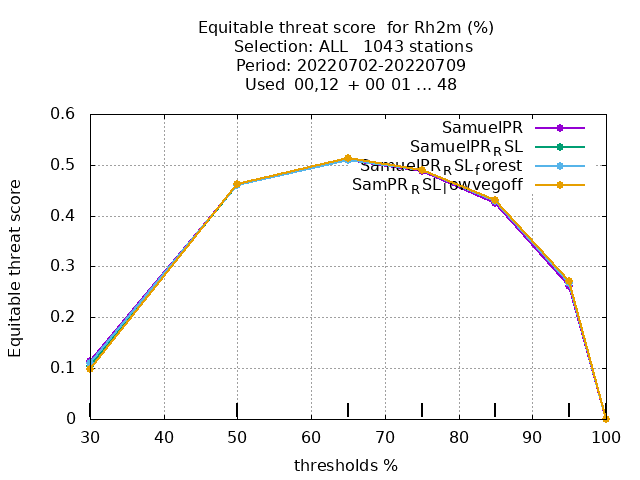 Equitable threat score for Rh2m (%)
Selection: ALL 1043 stations
Period: 20220702-20220709
Used 00,12 + 00 01 ... 48
SamuelPR
SamuelPR_RSL
SamuelPR_RSL_forest
SamPR_RSL_lowvegoff
Equitable threat score
0.6
0.5
0.4
0.3
0.2
0.1
0
30 40 50 60 70 80 90 100
thresholds %